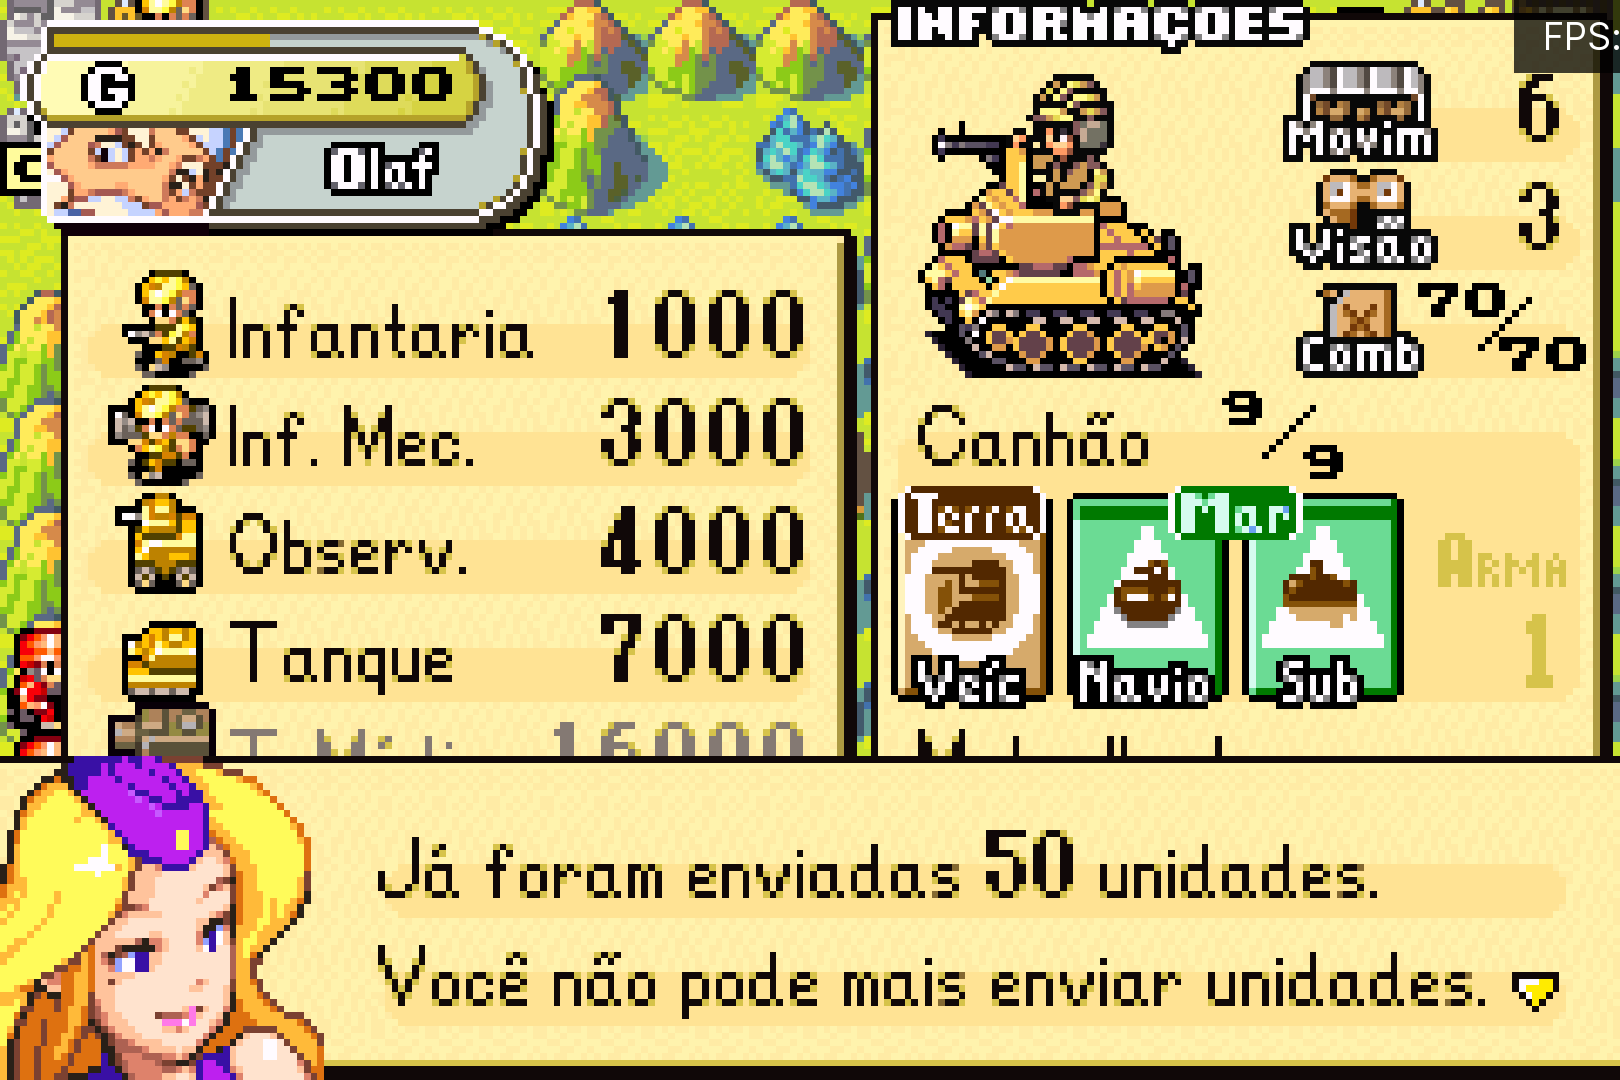 INFORMAÇOES
FPS:
G 15300
Olaf
Movim 6
Visão 3
Comb 70/70
Infantaria 1000
Inf. Mec. 3000
Observ. 4000
Tanque 7000
16000
Canhão 9/9
Terra
Mar
Veíc
Navio
Sub
ARMA
1
Já foram enviadas 50 unidades.
Você não pode mais enviar unidades.